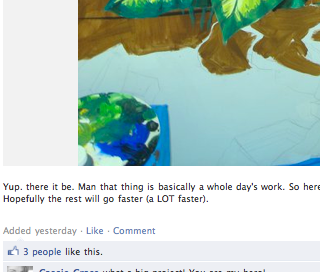 Yup. there it be. Man that thing is basically a whole day's work. So here
Hopefully the rest will go faster (a LOT faster).
Added yesterday · Like · Comment
3 people like this.
what a big project! You are my hero!